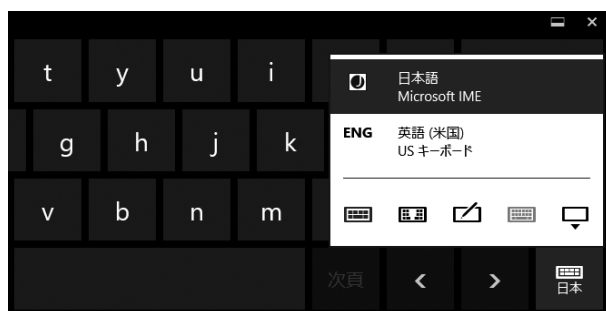 t y u i
日本語
Microsoft IME
g h j k
ENG 英語 (米国)
US キーボード
v b n m
次頁 < >
日本